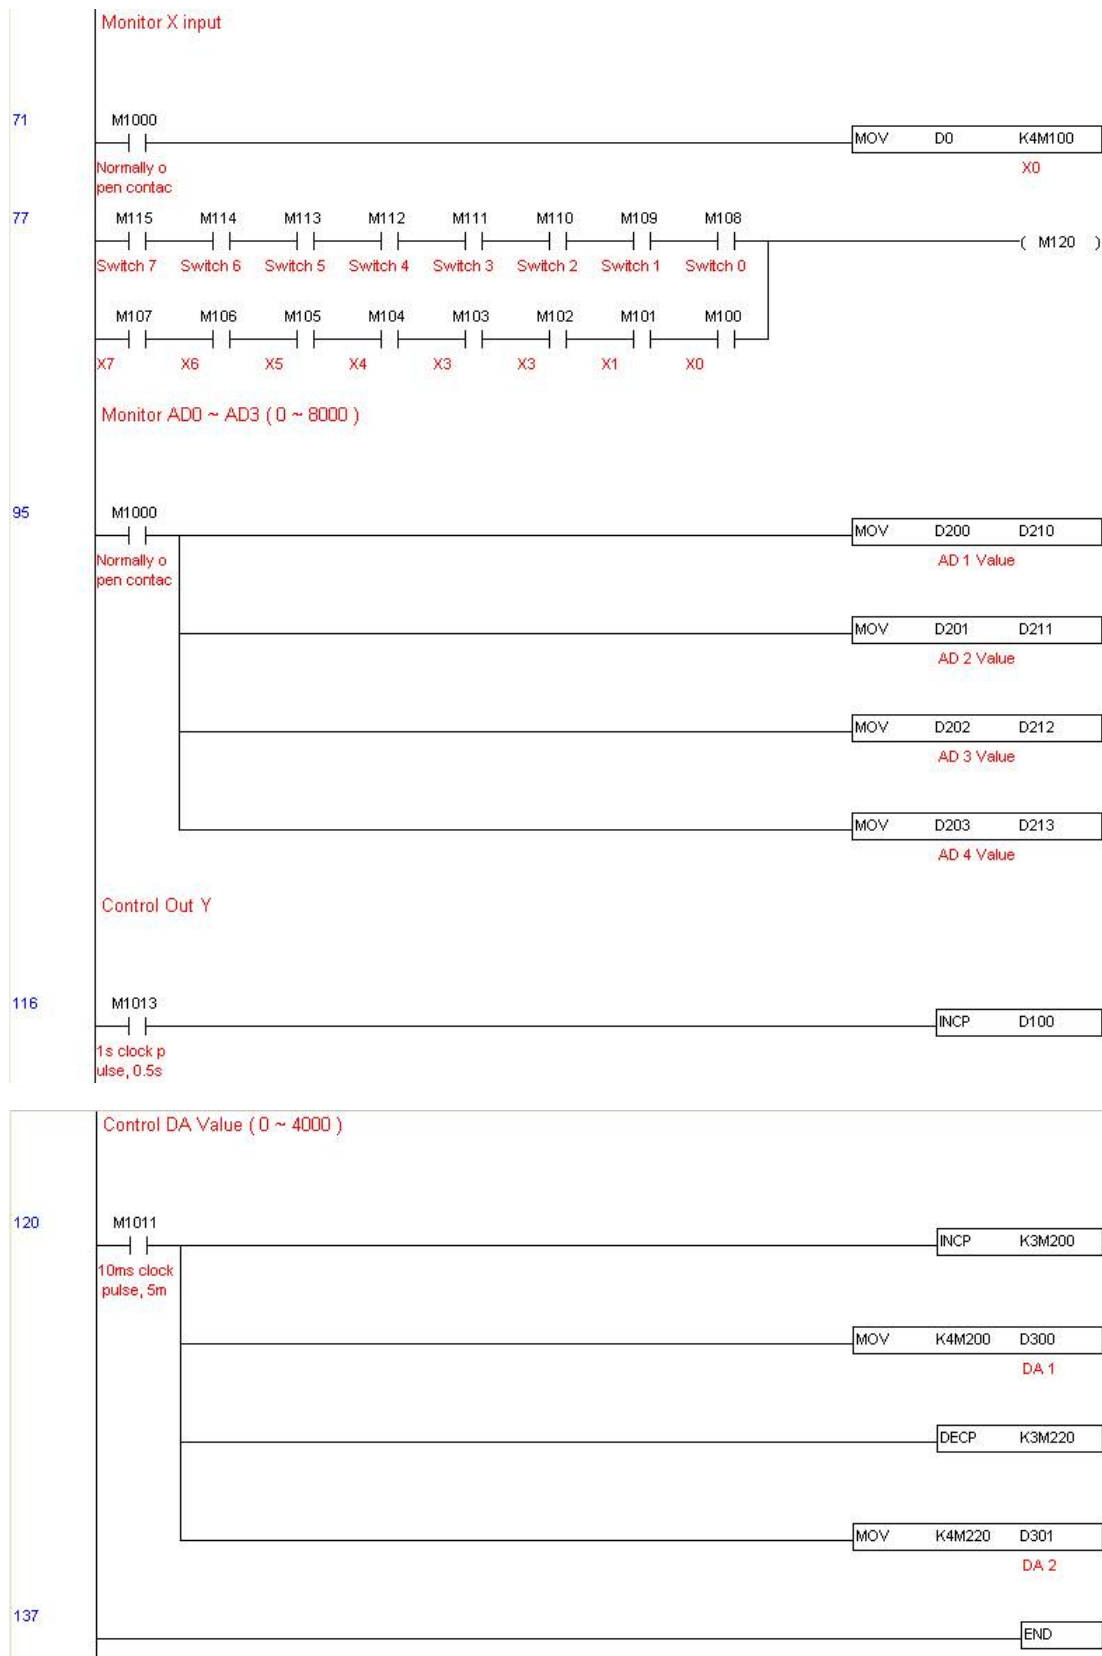 Monitor X input
71 M1000
MOV D0 K4M100
Normally o
pen contac
X0
77 M115 M114 M113 M112 M111 M110 M109 M108
( M120 )
Switch 7 Switch 6 Switch 5 Switch 4 Switch 3 Switch 2 Switch 1 Switch 0
M107 M106 M105 M104 M103 M102 M101 M100
X7 X6 X5 X4 X3 X3 X1 X0
Monitor AD0 ~ AD3 ( 0 ~ 8000 )
95 M1000
MOV D200 D210
Normally o
pen contac
AD 1 Value
MOV D201 D211
AD 2 Value
MOV D202 D212
AD 3 Value
MOV D203 D213
AD 4 Value
Control Out Y
116 M1013
INCP D100
1s clock p
ulse, 0.5s
Control DA Value ( 0 ~ 4000 )
120 M1011
INCP K3M200
10ms clock
pulse, 5m
MOV K4M200 D300
DA 1
DECP K3M220
MOV K4M220 D301
DA 2
137
END